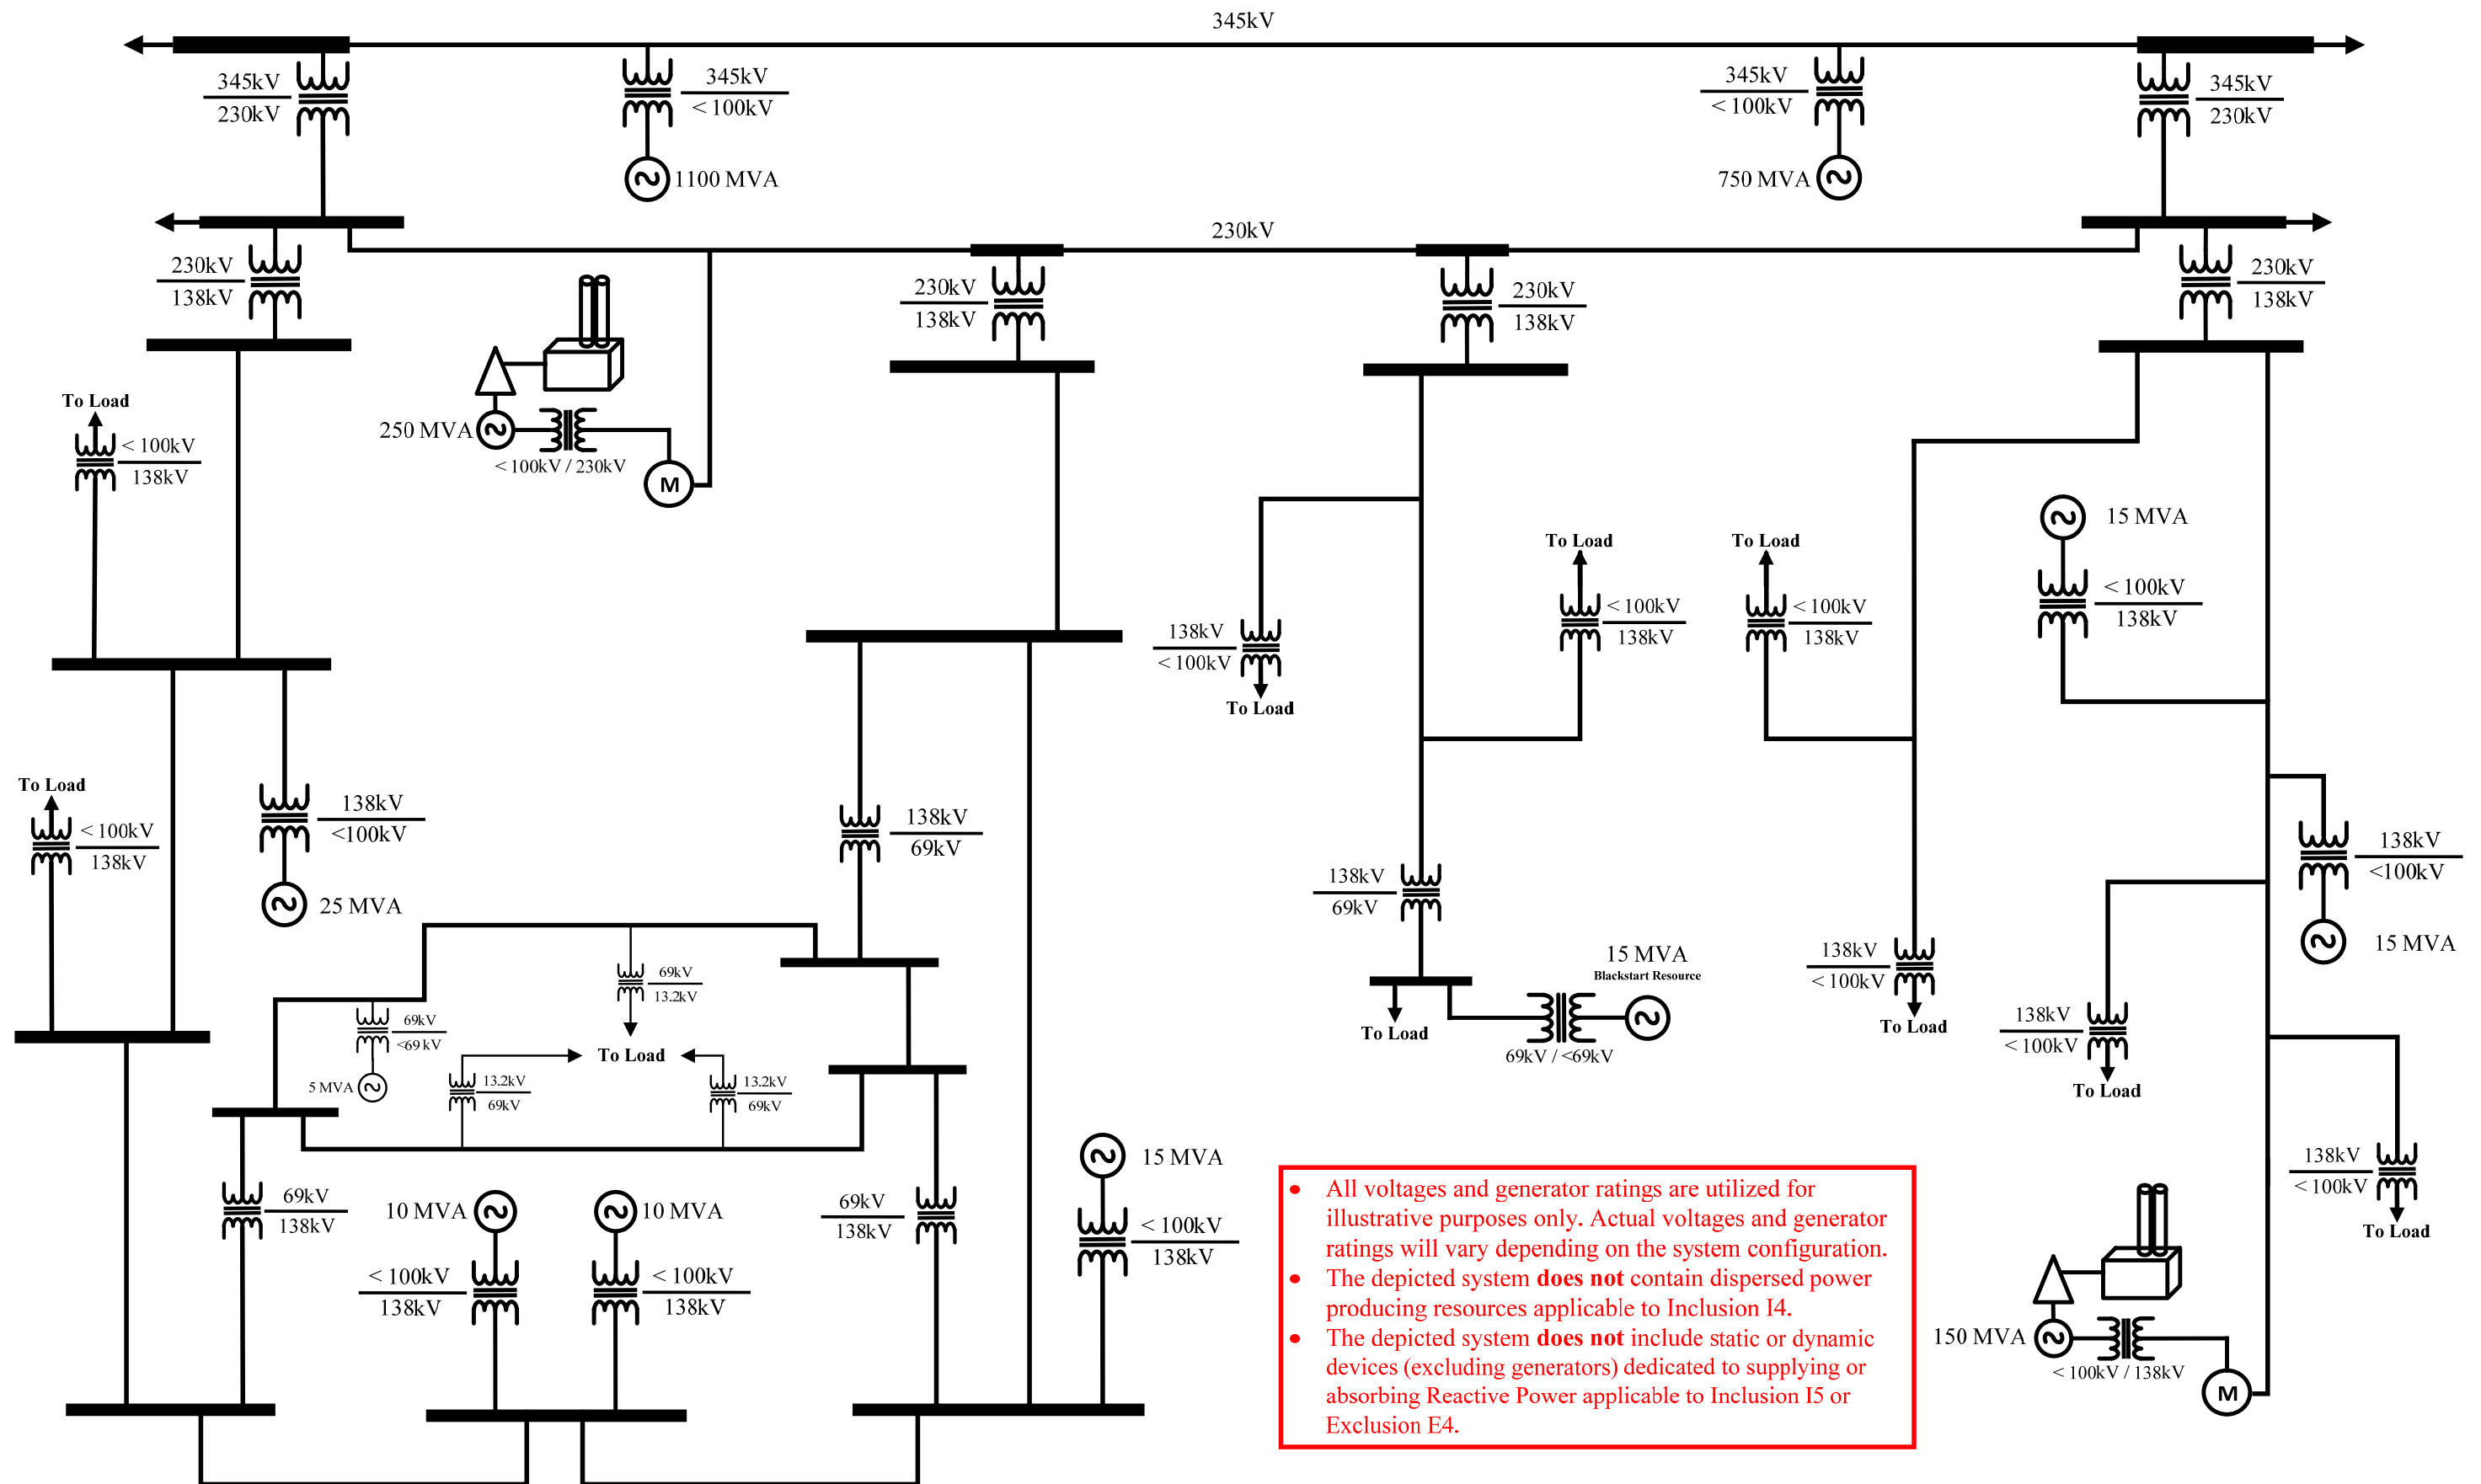 345kV
345kV
230kV
345kV
< 100kV
1100 MVA
345kV
< 100kV
750 MVA
345kV
230kV
230kV
230kV
138kV
230kV
138kV
230kV
138kV
230kV
138kV
To Load
< 100kV
138kV
250 MVA
< 100kV / 230kV
M
To Load
< 100kV
138kV
To Load
< 100kV
138kV
15 MVA
< 100kV
138kV
138kV
< 100kV
To Load
To Load
< 100kV
138kV
138kV
<100kV
25 MVA
138kV
69kV
138kV
69kV
To Load
15 MVA
Blackstart Resource
69kV / <69kV
138kV
< 100kV
To Load
138kV
<100kV
15 MVA
138kV
< 100kV
To Load
69kV
13.2kV
69kV
<69 kV
5 MVA
To Load
13.2kV
69kV
13.2kV
69kV
69kV
138kV
10 MVA
< 100kV
138kV
10 MVA
< 100kV
138kV
69kV
138kV
15 MVA
< 100kV
138kV
138kV
< 100kV
To Load
150 MVA
< 100kV / 138kV
M
• All voltages and generator ratings are utilized for
illustrative purposes only. Actual voltages and generator
ratings will vary depending on the system configuration.
• The depicted system does not contain dispersed power
producing resources applicable to Inclusion I4.
• The depicted system does not include static or dynamic
devices (excluding generators) dedicated to supplying or
absorbing Reactive Power applicable to Inclusion I5 or
Exclusion E4.